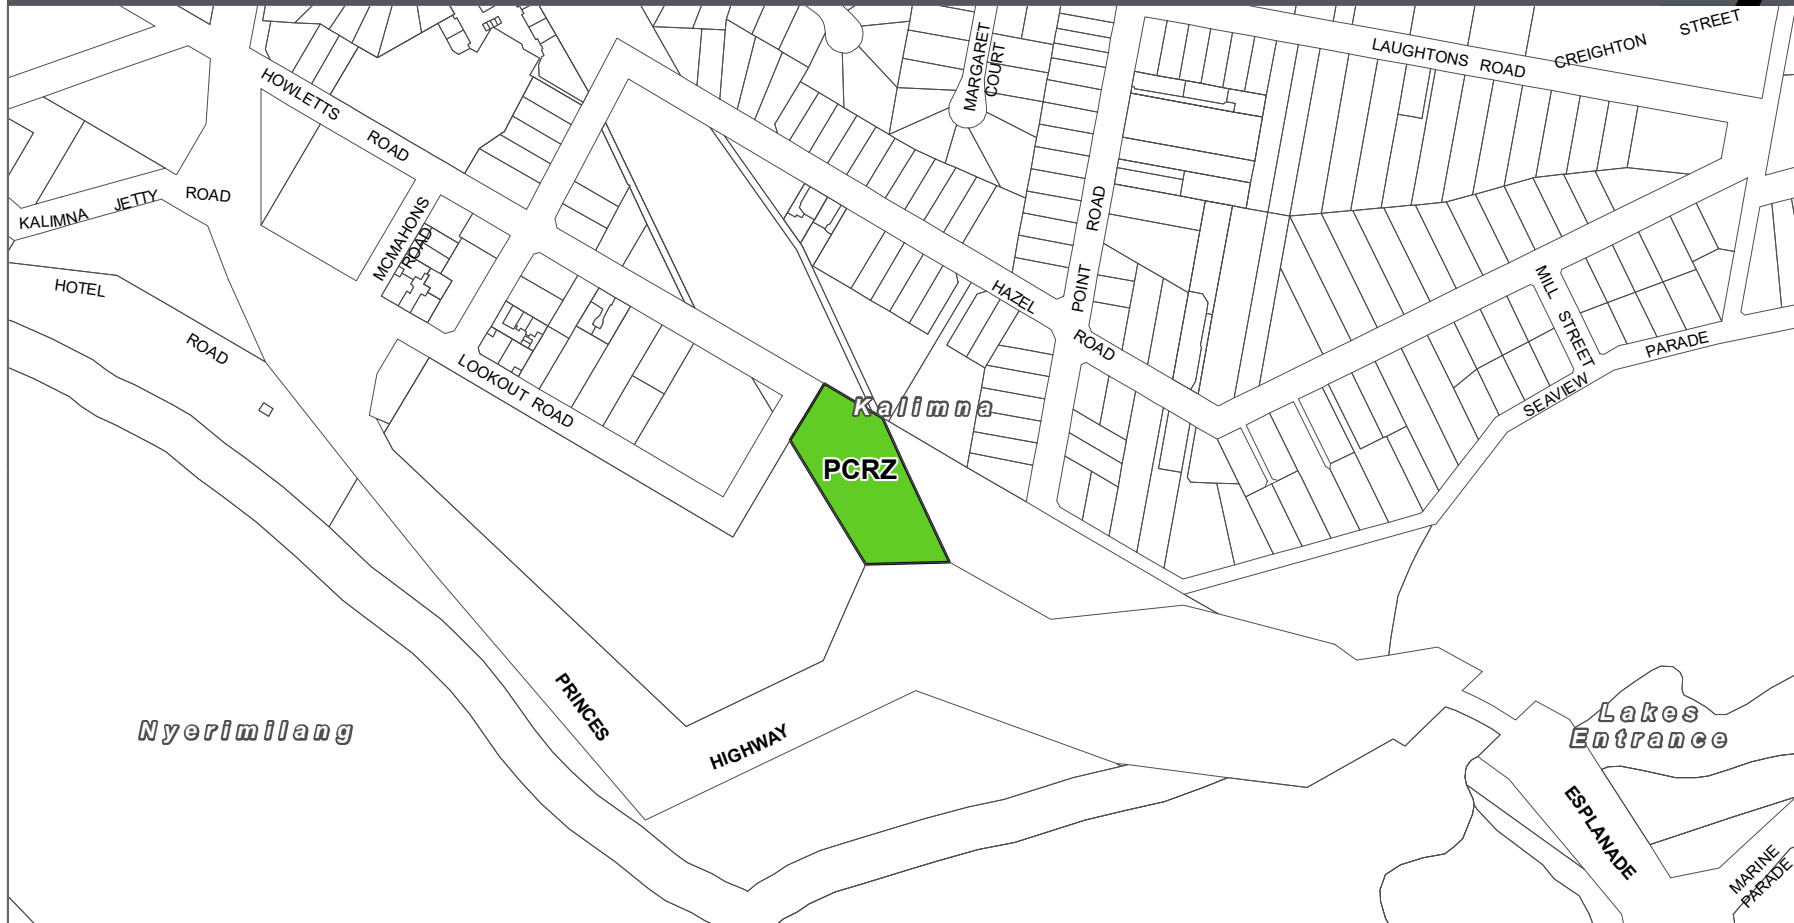 MARGARET
COURT
LAUGHTONS ROAD
CREIGHTON STREET
HOWLETTS ROAD
KALIMNA JETTY ROAD
MCMAHONS
ROAD
POINT ROAD
HAZEL ROAD
HOTEL ROAD
MILL STREET
SEAVIEW PARADE
LOOKOUT ROAD
Kalimna
PCRZ
PRINCES HIGHWAY
Nyerimilang
Lakes
Entrance
ESPLANADE
MARINE
PARADE